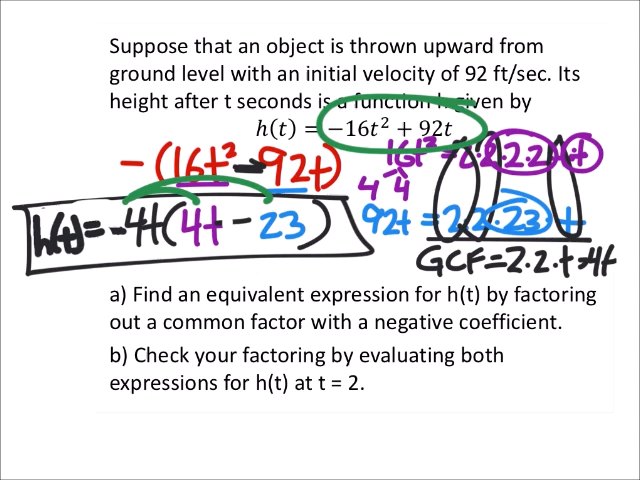 Suppose that an object is thrown upward from
ground level with an initial velocity of 92 ft/sec. Its
height after t seconds is a function h given by
h(t) = −16t² + 92t
−(16t² − 92t)
16t² = 2·2·2·2·t·t
4 4
92t = 2·2·23·t
h(t) = −4t(4t − 23)
GCF = 2·2·t = 4t
a) Find an equivalent expression for h(t) by factoring
out a common factor with a negative coefficient.
b) Check your factoring by evaluating both
expressions for h(t) at t = 2.